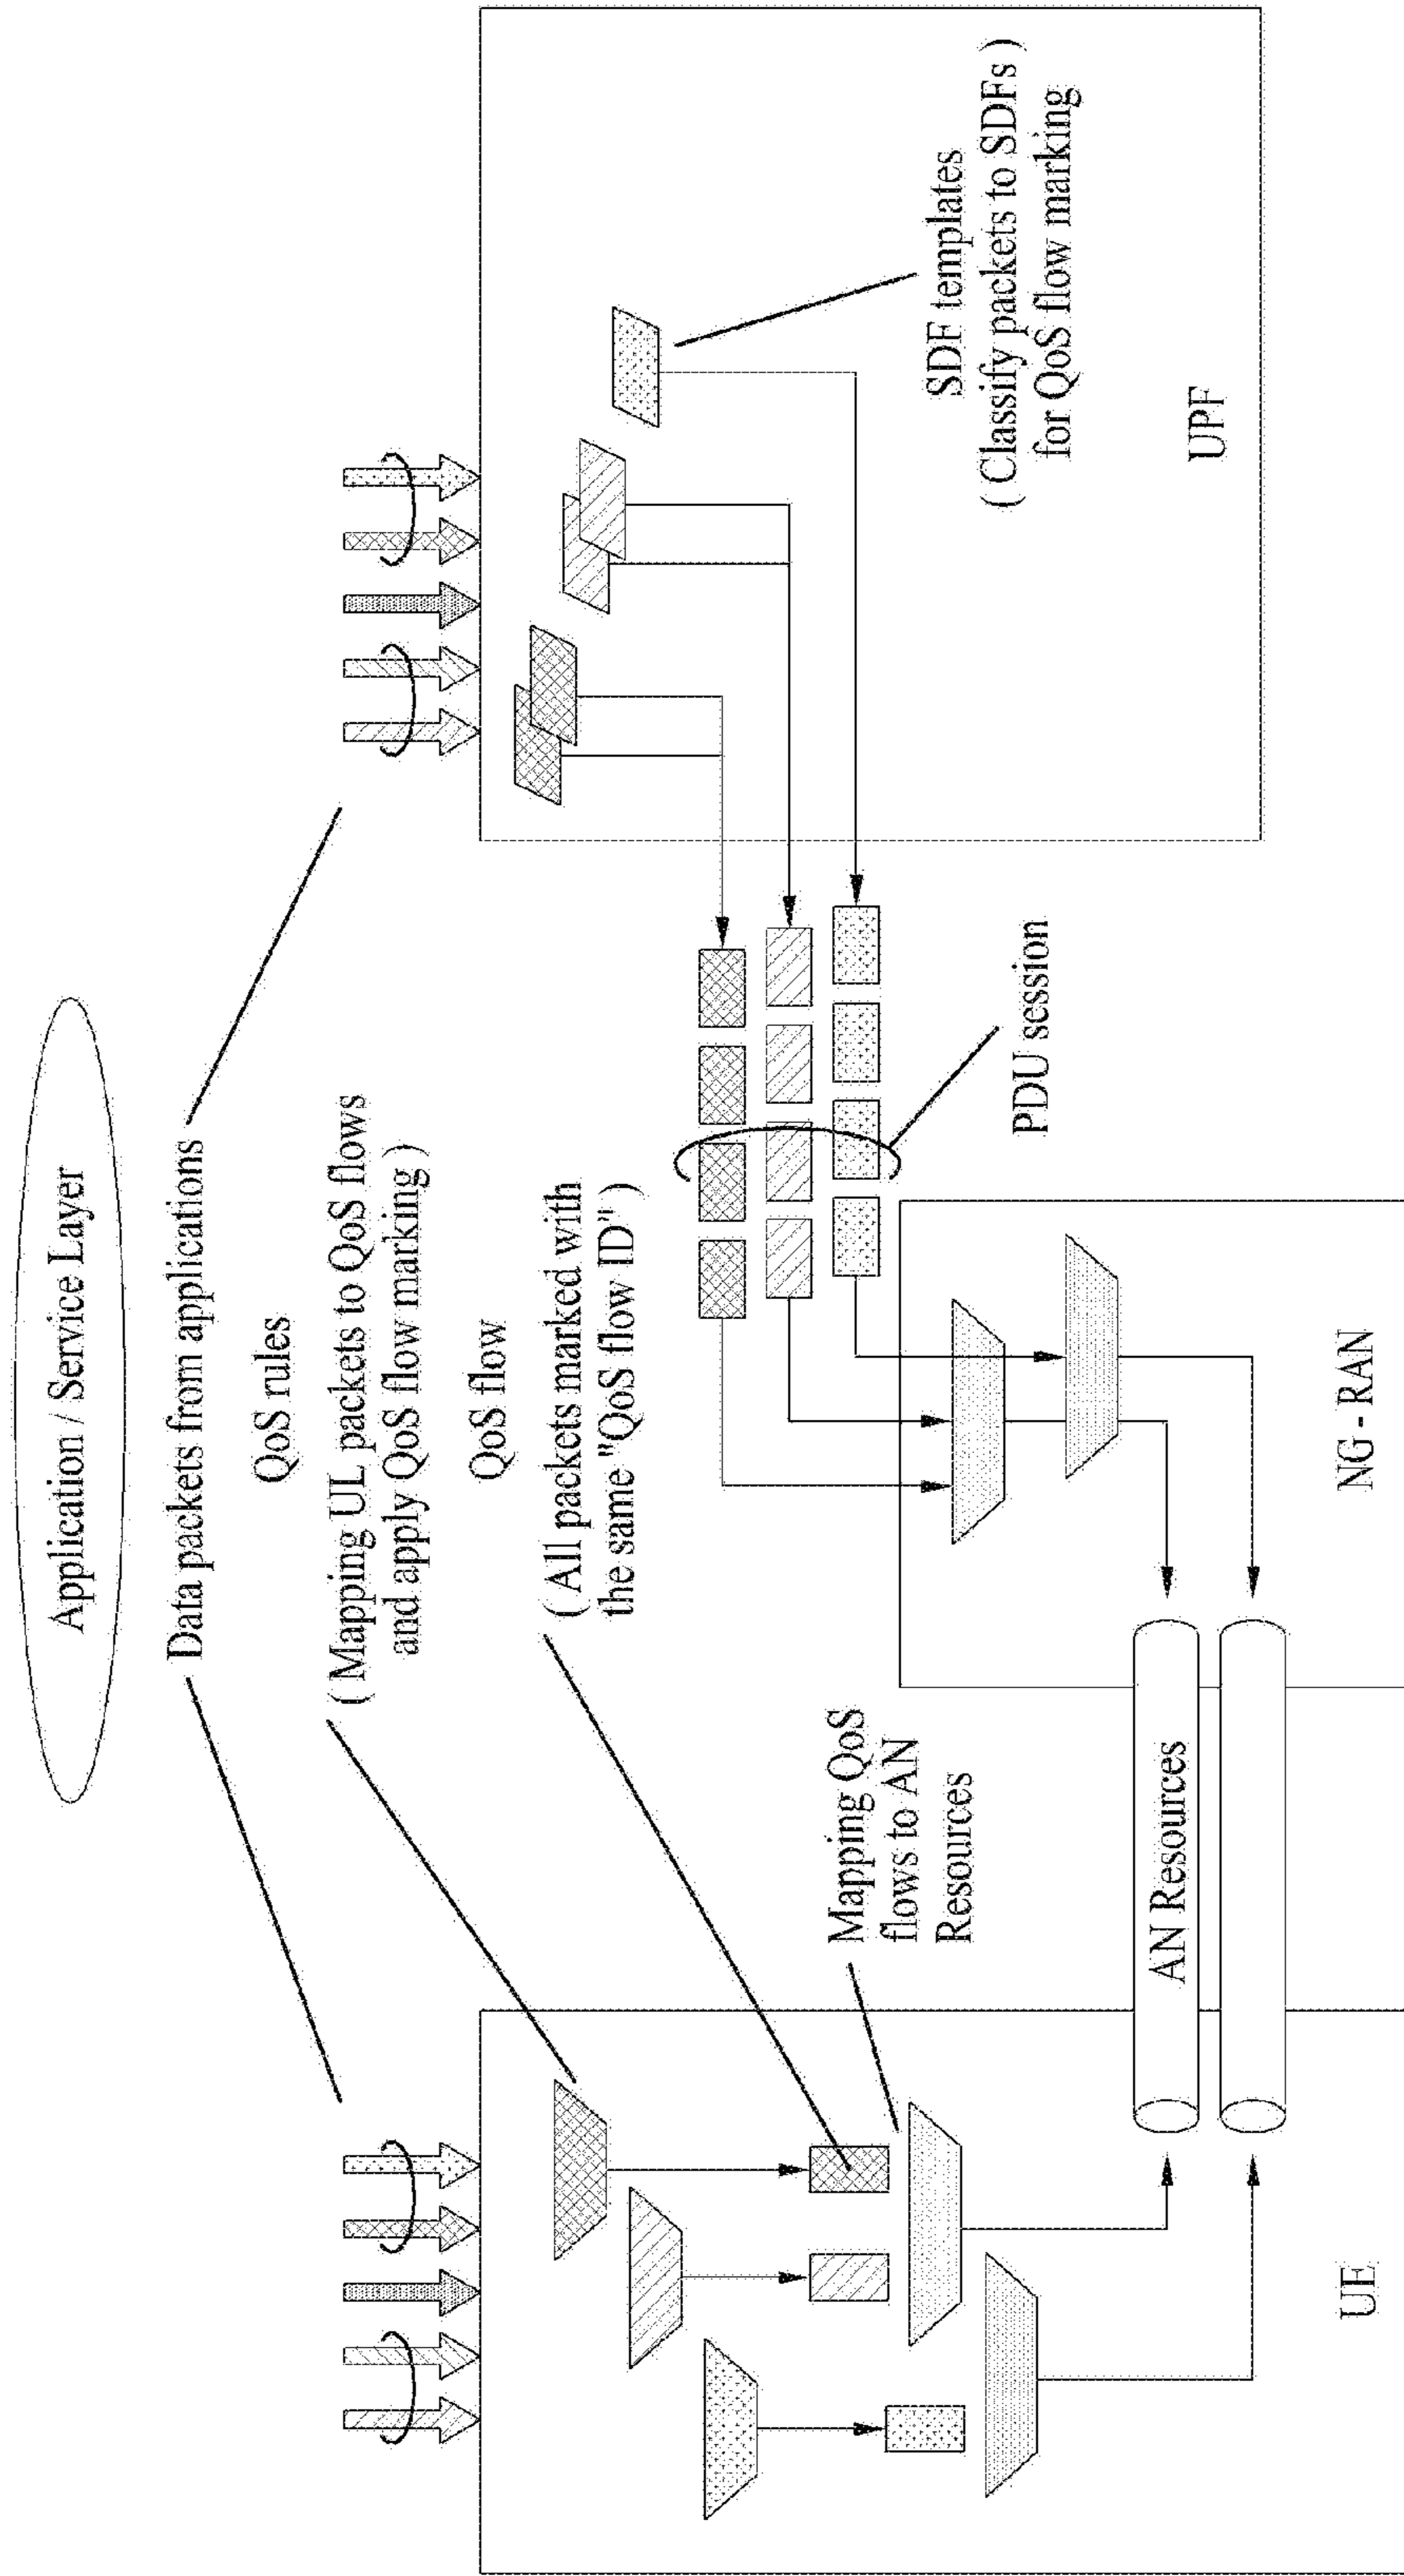 Application / Service Layer
Data packets from applications
QoS rules
( Mapping UL packets to QoS flows
and apply QoS flow marking )
QoS flow
( All packets marked with
the same "QoS flow ID" )
Mapping QoS
flows to AN
Resources
PDU session
SDF templates
( Classify packets to SDFs )
for QoS flow marking
AN Resources
UE
NG - RAN
UPF